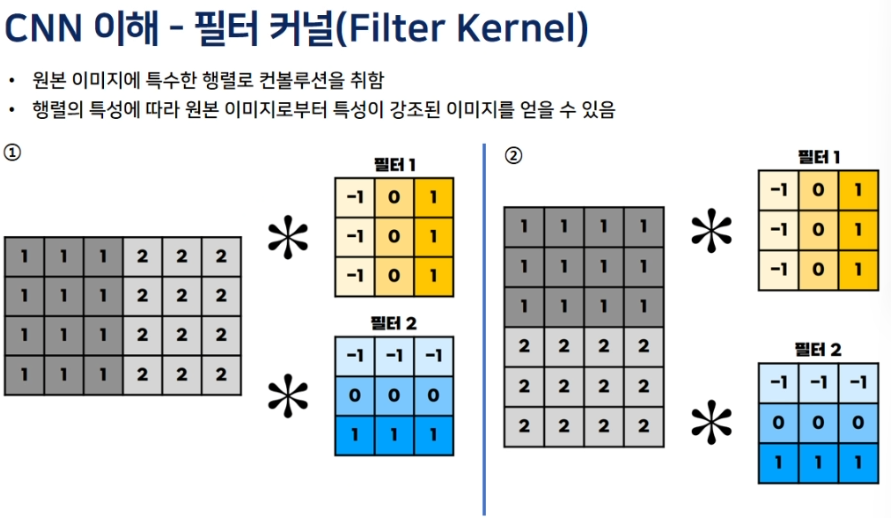 CNN 이해 - 필터 커널(Filter Kernel)
• 원본 이미지에 특수한 행렬로 컨볼루션을 취함
• 행렬의 특성에 따라 원본 이미지로부터 특성이 강조된 이미지를 얻을 수 있음
①
1 1 1 2 2 2
1 1 1 2 2 2
1 1 1 2 2 2
1 1 1 2 2 2
*
필터 1
-1 0 1
-1 0 1
-1 0 1
*
필터 2
-1 -1 -1
0 0 0
1 1 1
②
1 1 1 1
1 1 1 1
1 1 1 1
2 2 2 2
2 2 2 2
2 2 2 2
*
필터 1
-1 0 1
-1 0 1
-1 0 1
*
필터 2
-1 -1 -1
0 0 0
1 1 1